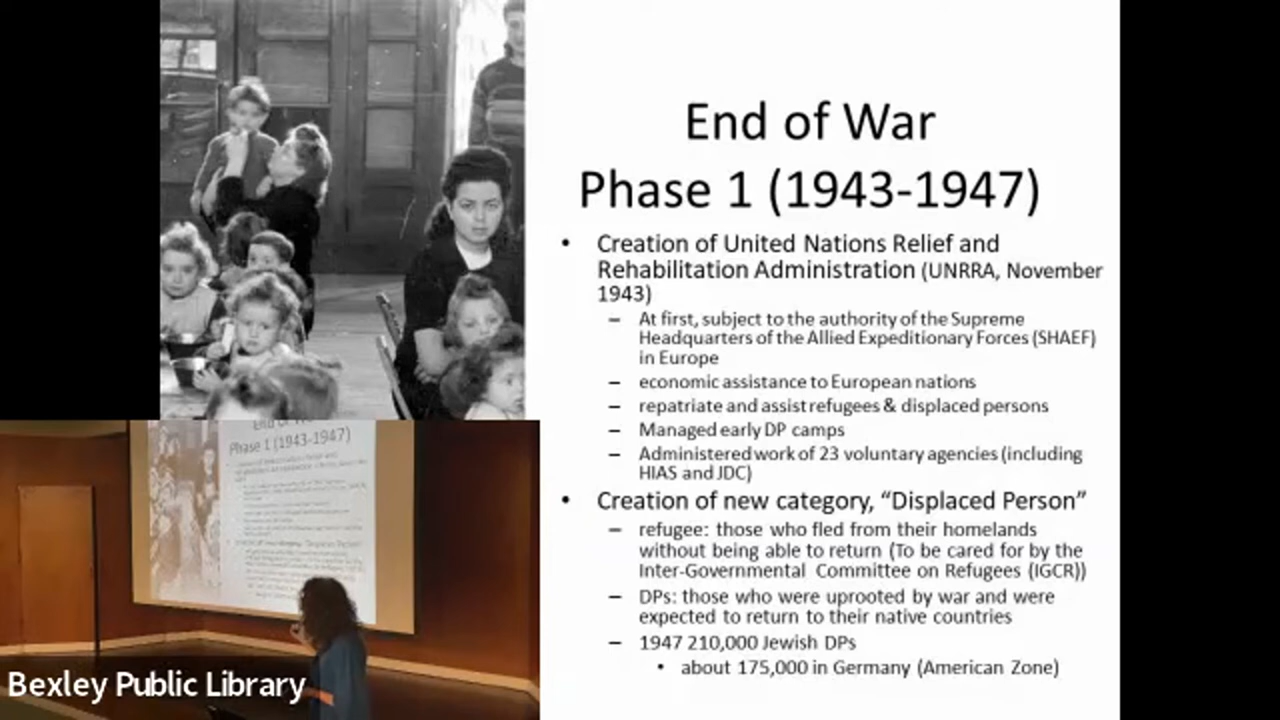 End of War
Phase 1 (1943-1947)
• Creation of United Nations Relief and
Rehabilitation Administration (UNRRA, November
1943)
– At first, subject to the authority of the Supreme
Headquarters of the Allied Expeditionary Forces (SHAEF)
in Europe
– economic assistance to European nations
– repatriate and assist refugees & displaced persons
– Managed early DP camps
– Administered work of 23 voluntary agencies (including
HIAS and JDC)
• Creation of new category, “Displaced Person”
– refugee: those who fled from their homelands
without being able to return (To be cared for by the
Inter-Governmental Committee on Refugees (IGCR))
– DPs: those who were uprooted by war and were
expected to return to their native countries
– 1947 210,000 Jewish DPs
• about 175,000 in Germany (American Zone)
End of
Phase 1 (1943-1947)
Bexley Public Library